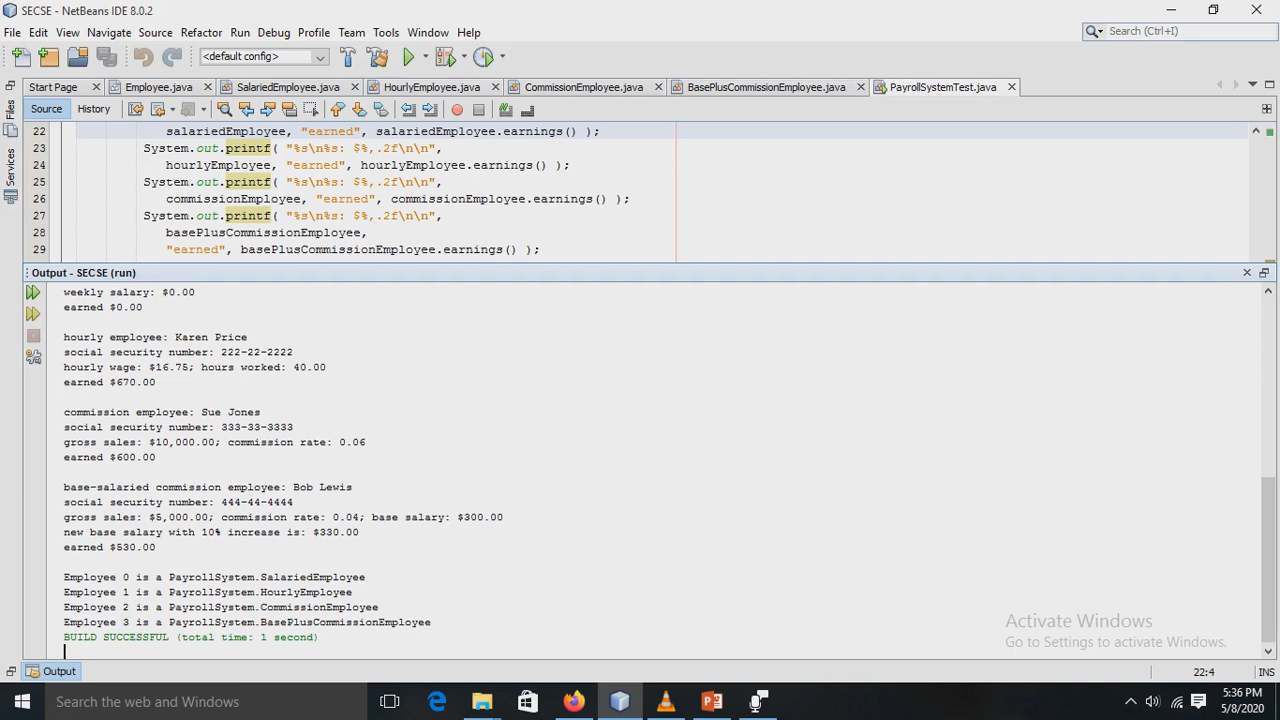 SECSE - NetBeans IDE 8.0.2
File Edit View Navigate Source Refactor Run Debug Profile Team Tools Window Help
Search (Ctrl+I)
<default config>
Start Page Employee.java SalariedEmployee.java HourlyEmployee.java CommissionEmployee.java BasePlusCommissionEmployee.java PayrollSystemTest.java
Files
Services
Source History
22 salariedEmployee, "earned", salariedEmployee.earnings() );
23 System.out.printf( "%s\n%s: $%,.2f\n\n",
24 hourlyEmployee, "earned", hourlyEmployee.earnings() );
25 System.out.printf( "%s\n%s: $%,.2f\n\n",
26 commissionEmployee, "earned", commissionEmployee.earnings() );
27 System.out.printf( "%s\n%s: $%,.2f\n\n",
28 basePlusCommissionEmployee,
29 "earned", basePlusCommissionEmployee.earnings() );
Output - SECSE (run)
weekly salary: $0.00
earned $0.00
hourly employee: Karen Price
social security number: 222-22-2222
hourly wage: $16.75; hours worked: 40.00
earned $670.00
commission employee: Sue Jones
social security number: 333-33-3333
gross sales: $10,000.00; commission rate: 0.06
earned $600.00
base-salaried commission employee: Bob Lewis
social security number: 444-44-4444
gross sales: $5,000.00; commission rate: 0.04; base salary: $300.00
new base salary with 10% increase is: $330.00
earned $530.00
Employee 0 is a PayrollSystem.SalariedEmployee
Employee 1 is a PayrollSystem.HourlyEmployee
Employee 2 is a PayrollSystem.CommissionEmployee
Employee 3 is a PayrollSystem.BasePlusCommissionEmployee
BUILD SUCCESSFUL (total time: 1 second)
Activate Windows
Go to Settings to activate Windows.
Output
22:4 INS
Search the web and Windows
5:36 PM
5/8/2020